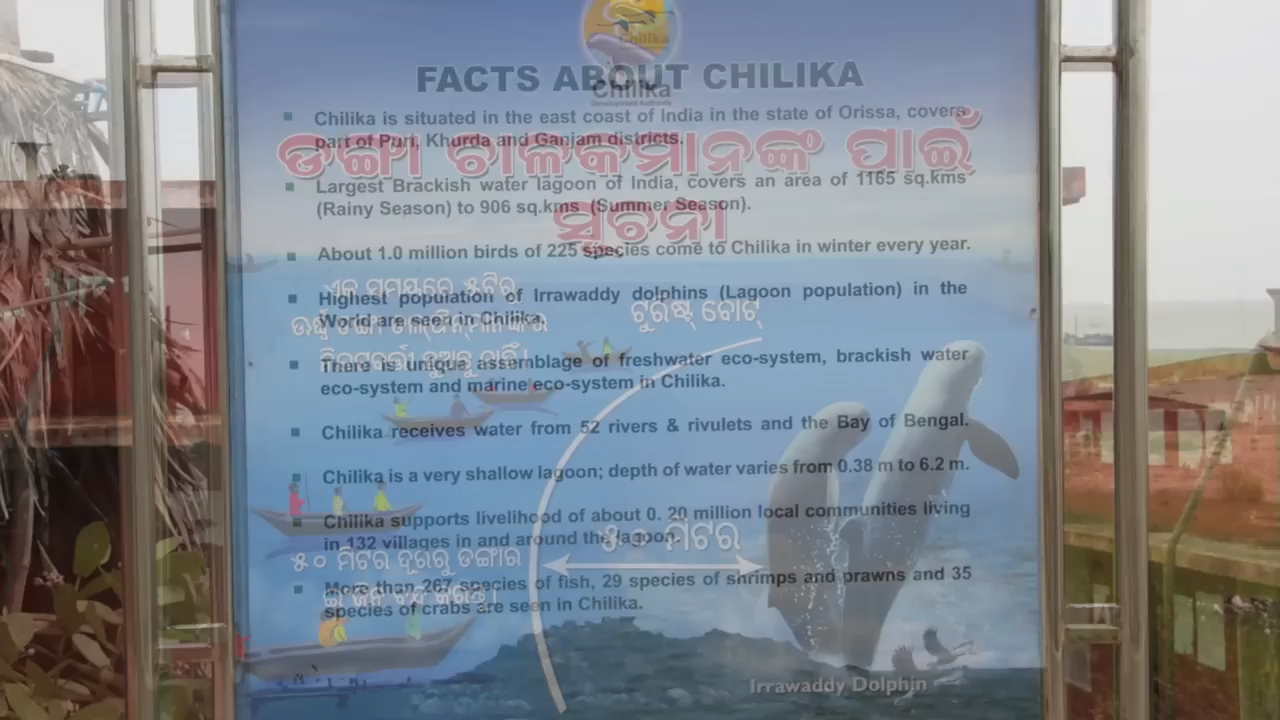 Chilika
FACTS ABOUT CHILIKA
Chilika
Development Authority
Chilika is situated in the east coast of India in the state of Orissa, covers
part of Puri, Khurda and Ganjam districts.
ଡଙ୍ଗା ଚାଳକମାନଙ୍କ ପାଇଁ
Largest Brackish water lagoon of India, covers an area of 1165 sq.kms
(Rainy Season) to 906 sq.kms (Summer Season).
ସୂଚନା
About 1.0 million birds of 225 species come to Chilika in winter every year.
ଏକ ସମୟରେ ୫ଟିରୁ
Highest population of Irrawaddy dolphins (Lagoon population) in the
World are seen in Chilika.
ଟୁରିଷ୍ଟ ବୋଟ୍
There is unique assemblage of freshwater eco-system, brackish water
eco-system and marine eco-system in Chilika.
Chilika receives water from 52 rivers & rivulets and the Bay of Bengal.
Chilika is a very shallow lagoon; depth of water varies from 0.38 m to 6.2 m.
Chilika supports livelihood of about 0. 20 million local communities living
in 132 villages in and around the lagoon.
୫୦ ମିଟର
୫୦ ମିଟର ଦୂରରୁ ଡଙ୍ଗାର
More than 267 species of fish, 29 species of shrimps and prawns and 35
species of crabs are seen in Chilika.
Irrawaddy Dolphin